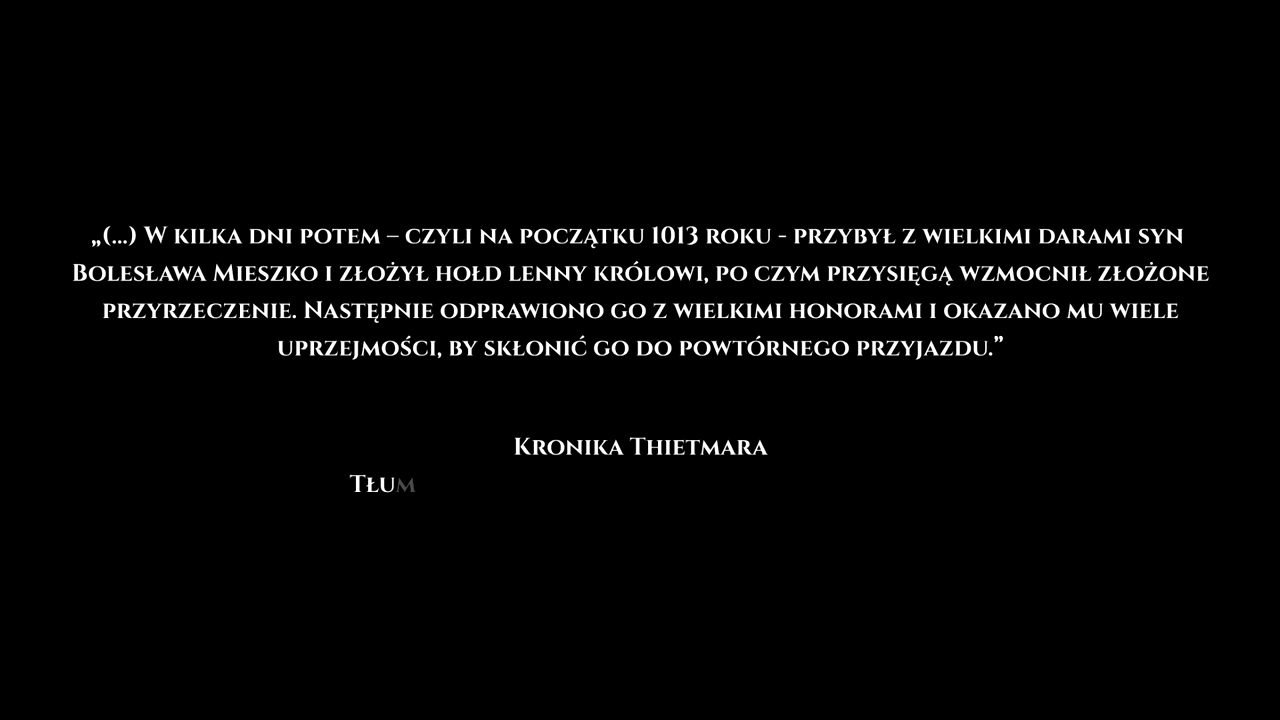 „(...) W kilka dni potem – czyli na początku 1013 roku - przybył z wielkimi darami syn
Bolesława Mieszko i złożył hołd lenny królowi, po czym przysięgą wzmocnił złożone
przyrzeczenie. Następnie odprawiono go z wielkimi honorami i okazano mu wiele
uprzejmości, by skłonić go do powtórnego przyjazdu.”
Kronika Thietmara
Tłum